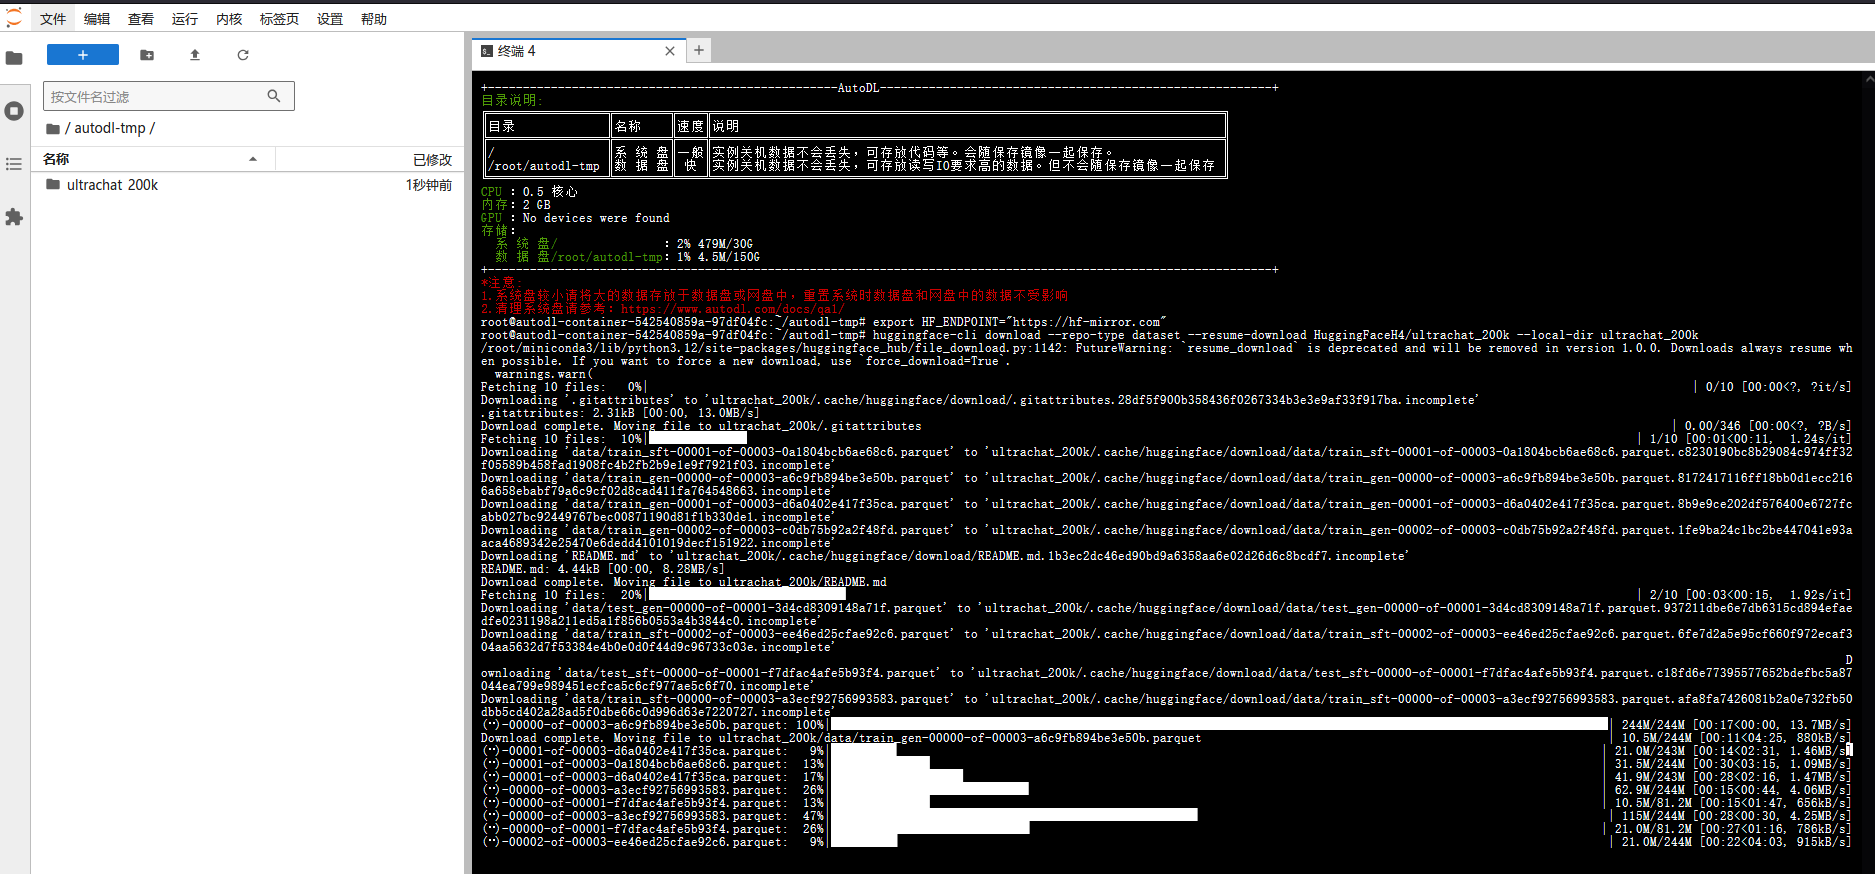 文件 编辑 查看 运行 内核 标签页 设置 帮助
+
按文件名过滤
/ autodl-tmp /
名称 已修改
ultrachat_200k 1秒钟前
终端 4
+--------------------------------------------------AutoDL--------------------------------------------------------+
目录说明:
目录 名称 速度 说明
/ 系 统 盘 一般 实例关机数据不会丢失，可存放代码等。会随保存镜像一起保存。
/root/autodl-tmp 数 据 盘 快 实例关机数据不会丢失，可存放读写IO要求高的数据。但不会随保存镜像一起保存
CPU : 0.5 核心
内存: 2 GB
GPU : No devices were found
存储:
系 统 盘/ : 2% 479M/30G
数 据 盘/root/autodl-tmp: 1% 4.5M/150G
+----------------------------------------------------------------------------------------------------------------+
*注意:
1.系统盘较小请将大的数据存放于数据盘或网盘中，重置系统时数据盘和网盘中的数据不受影响
2.清理系统盘请参考: https://www.autodl.com/docs/qa1/
root@autodl-container-542540859a-97df04fc:~/autodl-tmp# export HF_ENDPOINT="https://hf-mirror.com"
root@autodl-container-542540859a-97df04fc:~/autodl-tmp# huggingface-cli download --repo-type dataset --resume-download HuggingFaceH4/ultrachat_200k --local-dir ultrachat_200k
/root/miniconda3/lib/python3.12/site-packages/huggingface_hub/file_download.py:1142: FutureWarning: `resume_download` is deprecated and will be removed in version 1.0.0. Downloads always resume wh
en possible. If you want to force a new download, use `force_download=True`.
warnings.warn(
Fetching 10 files:   0%| | 0/10 [00:00<?, ?it/s]
Downloading '.gitattributes' to 'ultrachat_200k/.cache/huggingface/download/.gitattributes.28df5f900b358436f0267334b3e3e9af33f917ba.incomplete'
.gitattributes: 2.31kB [00:00, 13.0MB/s]
Download complete. Moving file to ultrachat_200k/.gitattributes | 0.00/346 [00:00<?, ?B/s]
Fetching 10 files:  10%| | 1/10 [00:01<00:11,  1.24s/it]
Downloading 'data/train_sft-00001-of-00003-0a1804bcb6ae68c6.parquet' to 'ultrachat_200k/.cache/huggingface/download/data/train_sft-00001-of-00003-0a1804bcb6ae68c6.parquet.c8230190bc8b29084c974ff32
f05589b458fad1908fc4b2fb2b9e1e9f7921f03.incomplete'
Downloading 'data/train_gen-00000-of-00003-a6c9fb894be3e50b.parquet' to 'ultrachat_200k/.cache/huggingface/download/data/train_gen-00000-of-00003-a6c9fb894be3e50b.parquet.8172417116ff18bb0d1ecc216
6a658ebabf79a6c9cf02d8cad411fa764548663.incomplete'
Downloading 'data/train_gen-00001-of-00003-d6a0402e417f35ca.parquet' to 'ultrachat_200k/.cache/huggingface/download/data/train_gen-00001-of-00003-d6a0402e417f35ca.parquet.8b9e9ce202df576400e6727fc
abb027bc92449767bec00871190d81f1b330de1.incomplete'
Downloading 'data/train_gen-00002-of-00003-c0db75b92a2f48fd.parquet' to 'ultrachat_200k/.cache/huggingface/download/data/train_gen-00002-of-00003-c0db75b92a2f48fd.parquet.1fe9ba24c1bc2be447041e93a
aca4689342e25470e6dedd4101019decf151922.incomplete'
Downloading 'README.md' to 'ultrachat_200k/.cache/huggingface/download/README.md.1b3ec2dc46ed90bd9a6358aa6e02d26d6c8bcdf7.incomplete'
README.md: 4.44kB [00:00, 8.28MB/s]
Download complete. Moving file to ultrachat_200k/README.md
Fetching 10 files:  20%| | 2/10 [00:03<00:15,  1.92s/it]
Downloading 'data/test_gen-00000-of-00001-3d4cd8309148a71f.parquet' to 'ultrachat_200k/.cache/huggingface/download/data/test_gen-00000-of-00001-3d4cd8309148a71f.parquet.937211dbe6e7db6315cd894efae
dfe0231198a211ed5a1f856b0553a4b3844c0.incomplete'
Downloading 'data/train_sft-00002-of-00003-ee46ed25cfae92c6.parquet' to 'ultrachat_200k/.cache/huggingface/download/data/train_sft-00002-of-00003-ee46ed25cfae92c6.parquet.6fe7d2a5e95cf660f972ecaf3
04aa5632d7f53384e4b0e0d0f44d9c96733c03e.incomplete'
D
ownloading 'data/test_sft-00000-of-00001-f7dfac4afe5b93f4.parquet' to 'ultrachat_200k/.cache/huggingface/download/data/test_sft-00000-of-00001-f7dfac4afe5b93f4.parquet.c18fd6e77395577652bdefbc5a87
044ea799e989451ecfca5c6cf977ae5c6f70.incomplete'
Downloading 'data/train_sft-00000-of-00003-a3ecf92756993583.parquet' to 'ultrachat_200k/.cache/huggingface/download/data/train_sft-00000-of-00003-a3ecf92756993583.parquet.afa8fa7426081b2a0e732fb50
dbb5cd402a28ad5f0dbe66c0d996d63e7220727.incomplete'
(…)-00000-of-00003-a6c9fb894be3e50b.parquet: 100%| | 244M/244M [00:17<00:00, 13.7MB/s]
Download complete. Moving file to ultrachat_200k/data/train_gen-00000-of-00003-a6c9fb894be3e50b.parquet | 10.5M/244M [00:11<04:25, 880kB/s]
(…)-00001-of-00003-d6a0402e417f35ca.parquet:   9%| | 21.0M/243M [00:14<02:31, 1.46MB/s]
(…)-00001-of-00003-0a1804bcb6ae68c6.parquet:  13%| | 31.5M/244M [00:30<03:15, 1.09MB/s]
(…)-00001-of-00003-d6a0402e417f35ca.parquet:  17%| | 41.9M/243M [00:28<02:16, 1.47MB/s]
(…)-00000-of-00003-a3ecf92756993583.parquet:  26%| | 62.9M/244M [00:15<00:44, 4.06MB/s]
(…)-00000-of-00001-f7dfac4afe5b93f4.parquet:  13%| | 10.5M/81.2M [00:15<01:47, 656kB/s]
(…)-00000-of-00003-a3ecf92756993583.parquet:  47%| | 115M/244M [00:28<00:30, 4.25MB/s]
(…)-00000-of-00001-f7dfac4afe5b93f4.parquet:  26%| | 21.0M/81.2M [00:27<01:16, 786kB/s]
(…)-00002-of-00003-ee46ed25cfae92c6.parquet:   9%| | 21.0M/244M [00:22<04:03, 915kB/s]